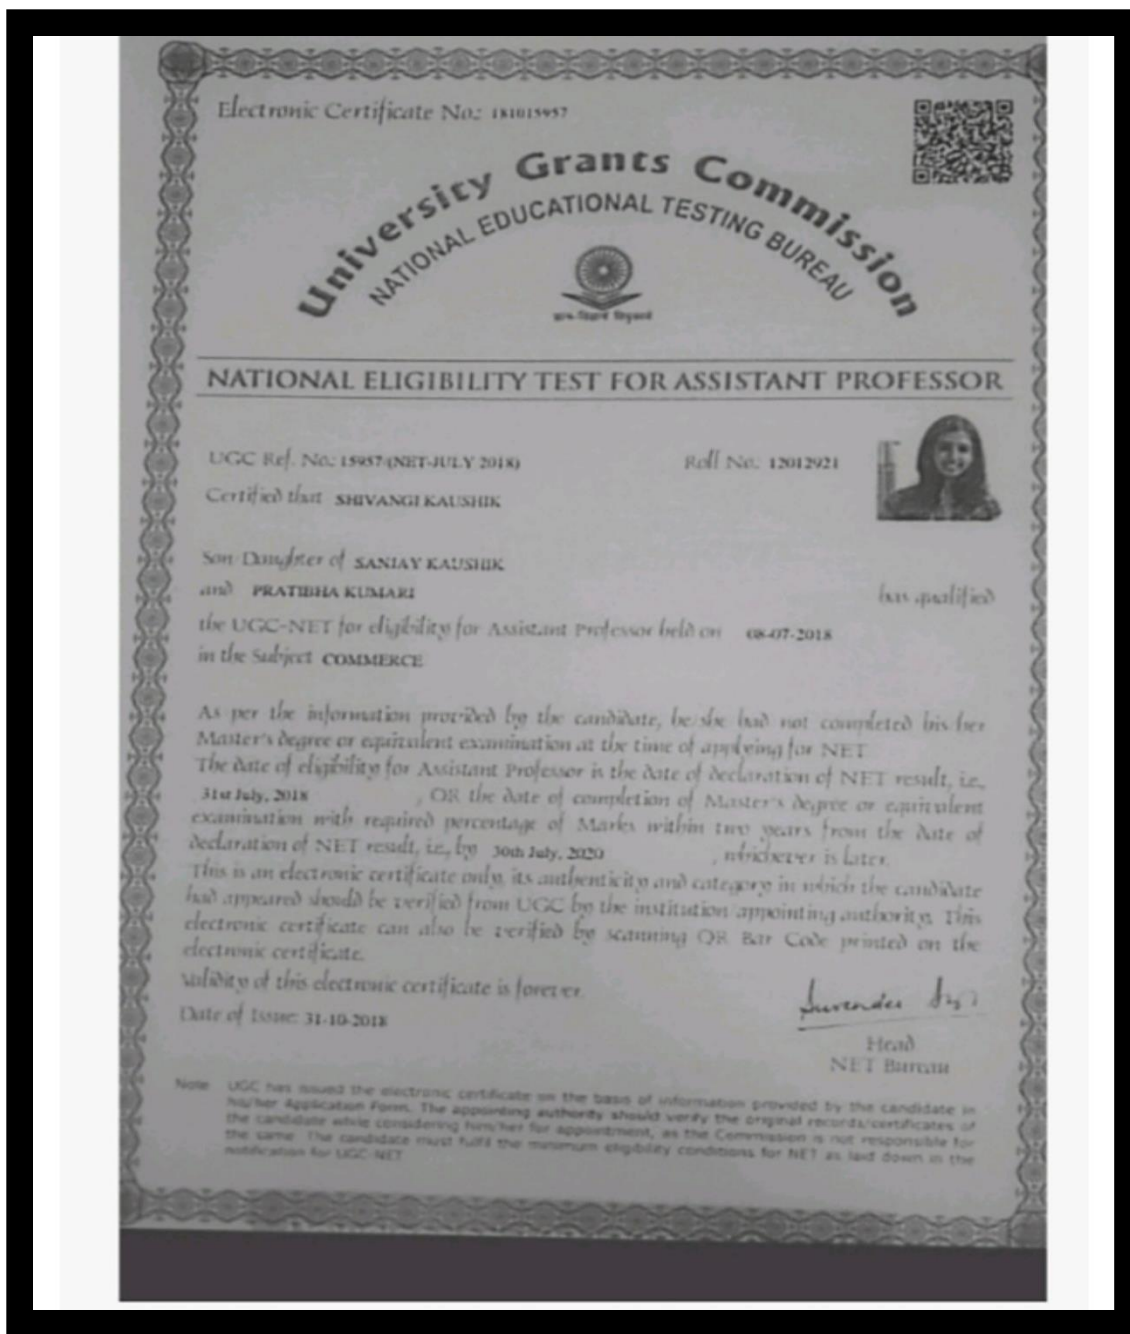 Electronic Certificate No.: 181015957
University Grants Commission
NATIONAL EDUCATIONAL TESTING BUREAU
ज्ञान-विज्ञान विमुक्तये
NATIONAL ELIGIBILITY TEST FOR ASSISTANT PROFESSOR
UGC Ref. No.: 15957/(NET-JULY 2018) Roll No.: 12012921
Certified that SHIVANGI KAUSHIK
Son/Daughter of SANJAY KAUSHIK
and PRATIBHA KUMARI has qualified
the UGC-NET for eligibility for Assistant Professor held on 08-07-2018
in the Subject COMMERCE
As per the information provided by the candidate, he/she had not completed his/her
Master's degree or equivalent examination at the time of applying for NET.
The date of eligibility for Assistant Professor is the date of declaration of NET result, i.e.,
31st July, 2018 , OR the date of completion of Master's degree or equivalent
examination with required percentage of Marks within two years from the date of
declaration of NET result, i.e., by 30th July, 2020 , whichever is later.
This is an electronic certificate only, its authenticity and category in which the candidate
had appeared should be verified from UGC by the institution/appointing authority. This
electronic certificate can also be verified by scanning QR Bar Code printed on the
electronic certificate.
Validity of this electronic certificate is forever.
Date of Issue: 31-10-2018
Surender
Head
NET Bureau
Note: UGC has issued the electronic certificate on the basis of information provided by the candidate in
his/her Application Form. The appointing authority should verify the original records/certificates of
the candidate while considering him/her for appointment, as the Commission is not responsible for
the same. The candidate must fulfil the minimum eligibility conditions for NET as laid down in the
notification for UGC-NET.